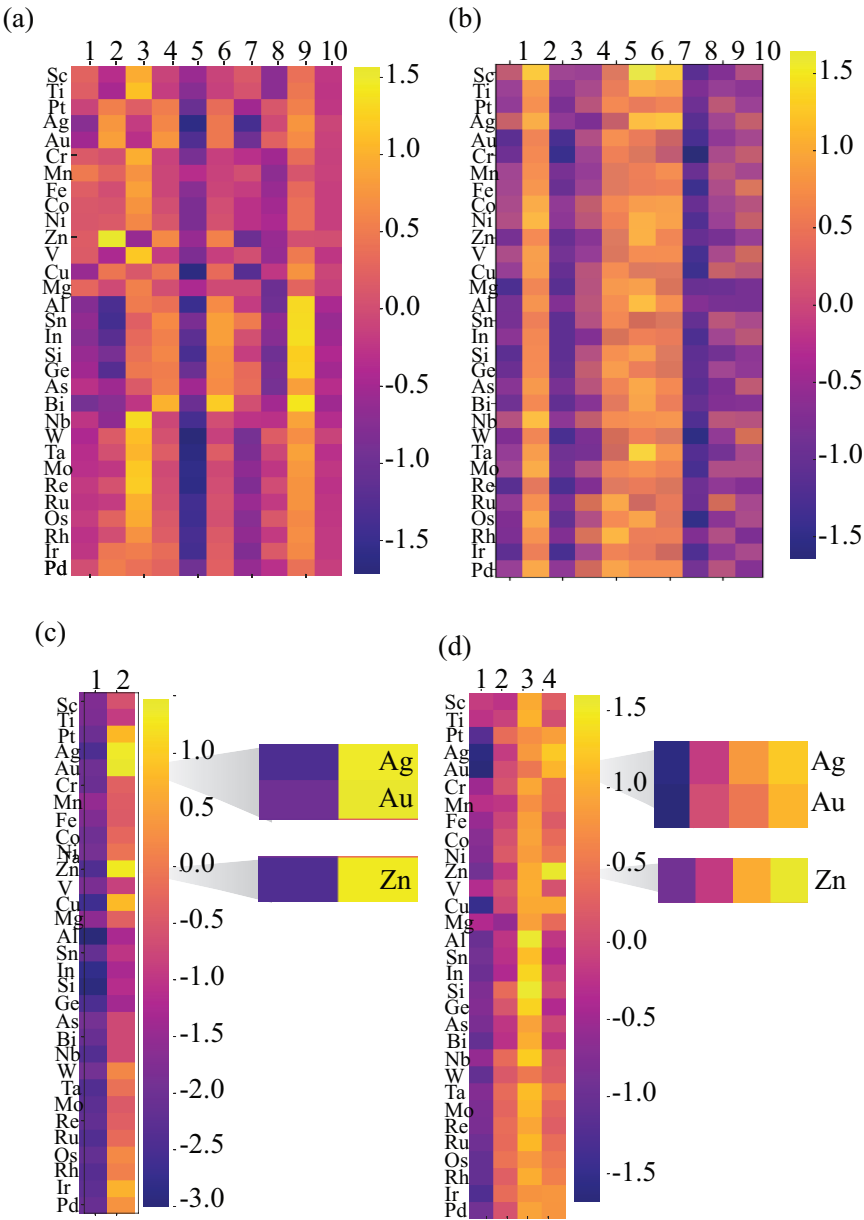 (a)
1 2 3 4 5 6 7 8 9 10
Sc
Ti
Pt
Ag
Au
Cr
Mn
Fe
Co
Ni
Zn
V
Cu
Mg
Al
Sn
In
Si
Ge
As
Bi
Nb
W
Ta
Mo
Re
Ru
Os
Rh
Ir
Pd
1.5
1.0
0.5
0.0
-0.5
-1.0
-1.5
(b)
1 2 3 4 5 6 7 8 9 10
Sc
Ti
Pt
Ag
Au
Cr
Mn
Fe
Co
Ni
Zn
V
Cu
Mg
Al
Sn
In
Si
Ge
As
Bi
Nb
W
Ta
Mo
Re
Ru
Os
Rh
Ir
Pd
1.5
1.0
0.5
0.0
-0.5
-1.0
-1.5
(c)
1 2
Sc
Ti
Pt
Ag
Au
Cr
Mn
Fe
Co
Ni
Ta
Zn
V
Cu
Mg
Al
Sn
In
Si
Ge
As
Bi
Nb
W
Ta
Mo
Re
Ru
Os
Rh
Ir
Pd
1.0
0.5
0.0
-0.5
-1.0
-1.5
-2.0
-2.5
-3.0
Ag
Au
Zn
(d)
1 2 3 4
Sc
Ti
Pt
Ag
Au
Cr
Mn
Fe
Co
Ni
Zn
V
Cu
Mg
Al
Sn
In
Si
Ge
As
Bi
Nb
W
Ta
Mo
Re
Ru
Os
Rh
Ir
Pd
1.5
1.0
0.5
0.0
-0.5
-1.0
-1.5
Ag
Au
Zn